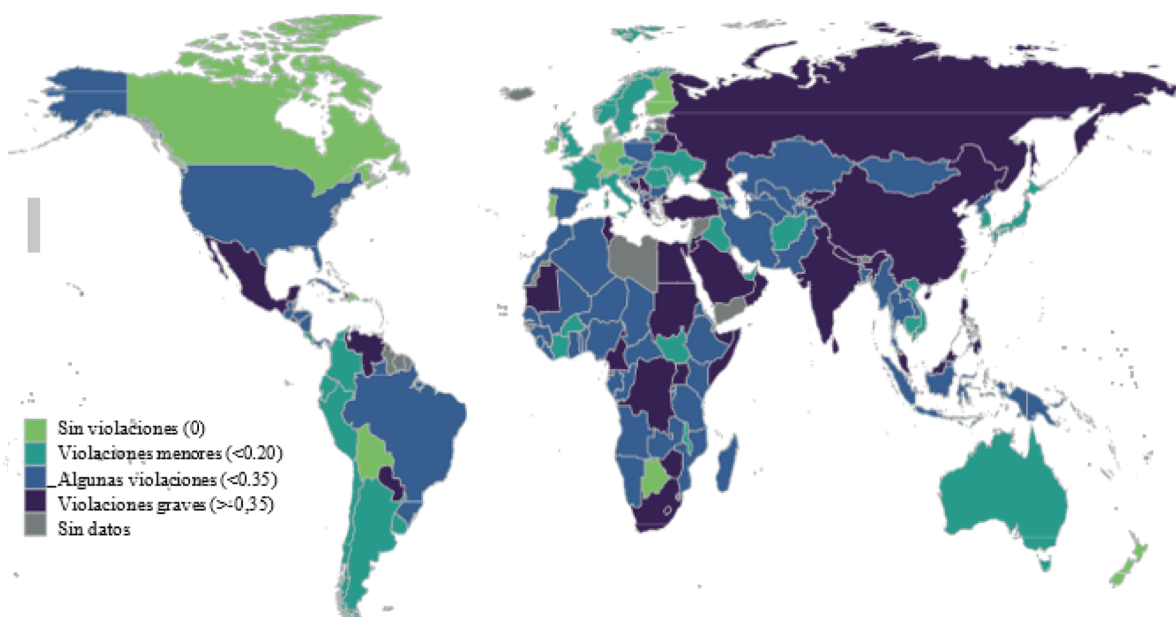 Sin violaciones (0)
Violaciones menores (<0.20)
_Algunas violaciones (<0.35)
Violaciones graves (>=0,35)
Sin datos